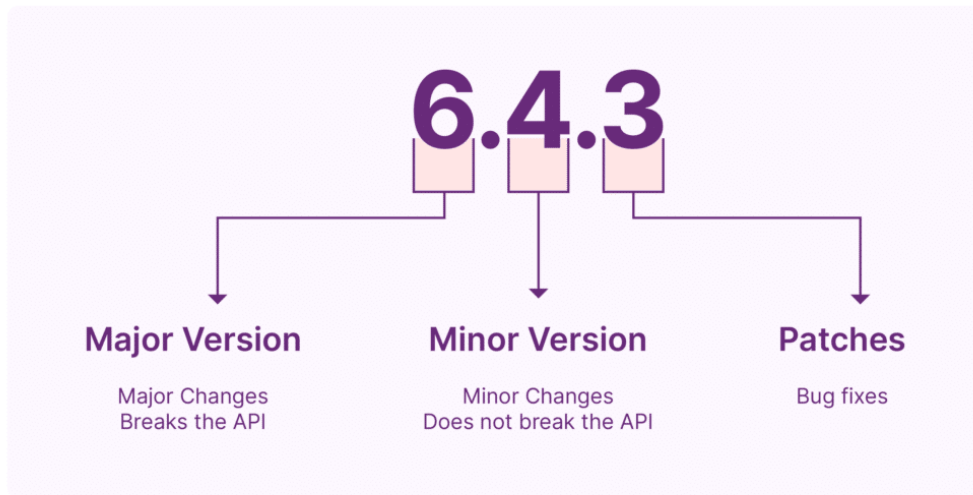 6.4.3
Major Version
Major Changes
Breaks the API
Minor Version
Minor Changes
Does not break the API
Patches
Bug fixes